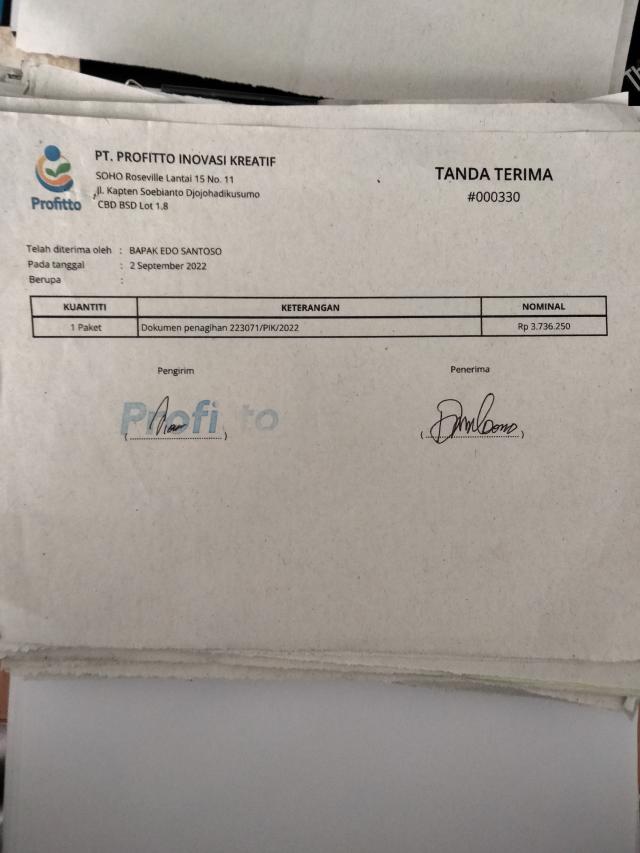 PT. PROFITTO INOVASI KREATIF
SOHO Roseville Lantai 15 No. 11
Jl. Kapten Soebianto Djojohadikusumo
CBD BSD Lot 1.8
Profitto
TANDA TERIMA
#000330
Telah diterima oleh : BAPAK EDO SANTOSO
Pada tanggal : 2 September 2022
Berupa :
KUANTITI KETERANGAN NOMINAL
1 Paket Dokumen penagihan 223071/PIK/2022 Rp 3.736.250
Pengirim Penerima
Profi to